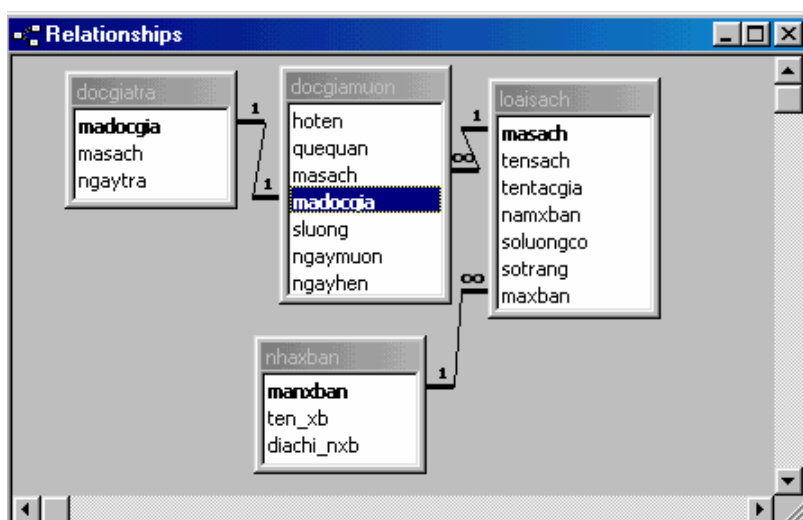 Relationships
docgiatra
madocgia
masach
ngaytra
docgiamuon
hoten
quequan
masach
madocgia
sluong
ngaymuon
ngayhen
loaisach
masach
tensach
tentacgia
namxban
soluongco
sotrang
maxban
nhaxban
manxban
ten_xb
diachi_nxb
1
1
1
∞
∞
1